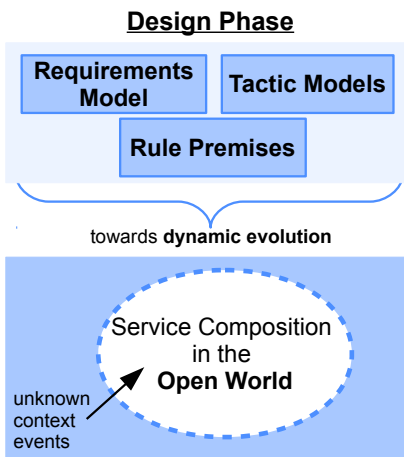 Design Phase
Requirements
Model
Tactic Models
Rule Premises
towards dynamic evolution
Service Composition
in the
Open World
unknown
context
events